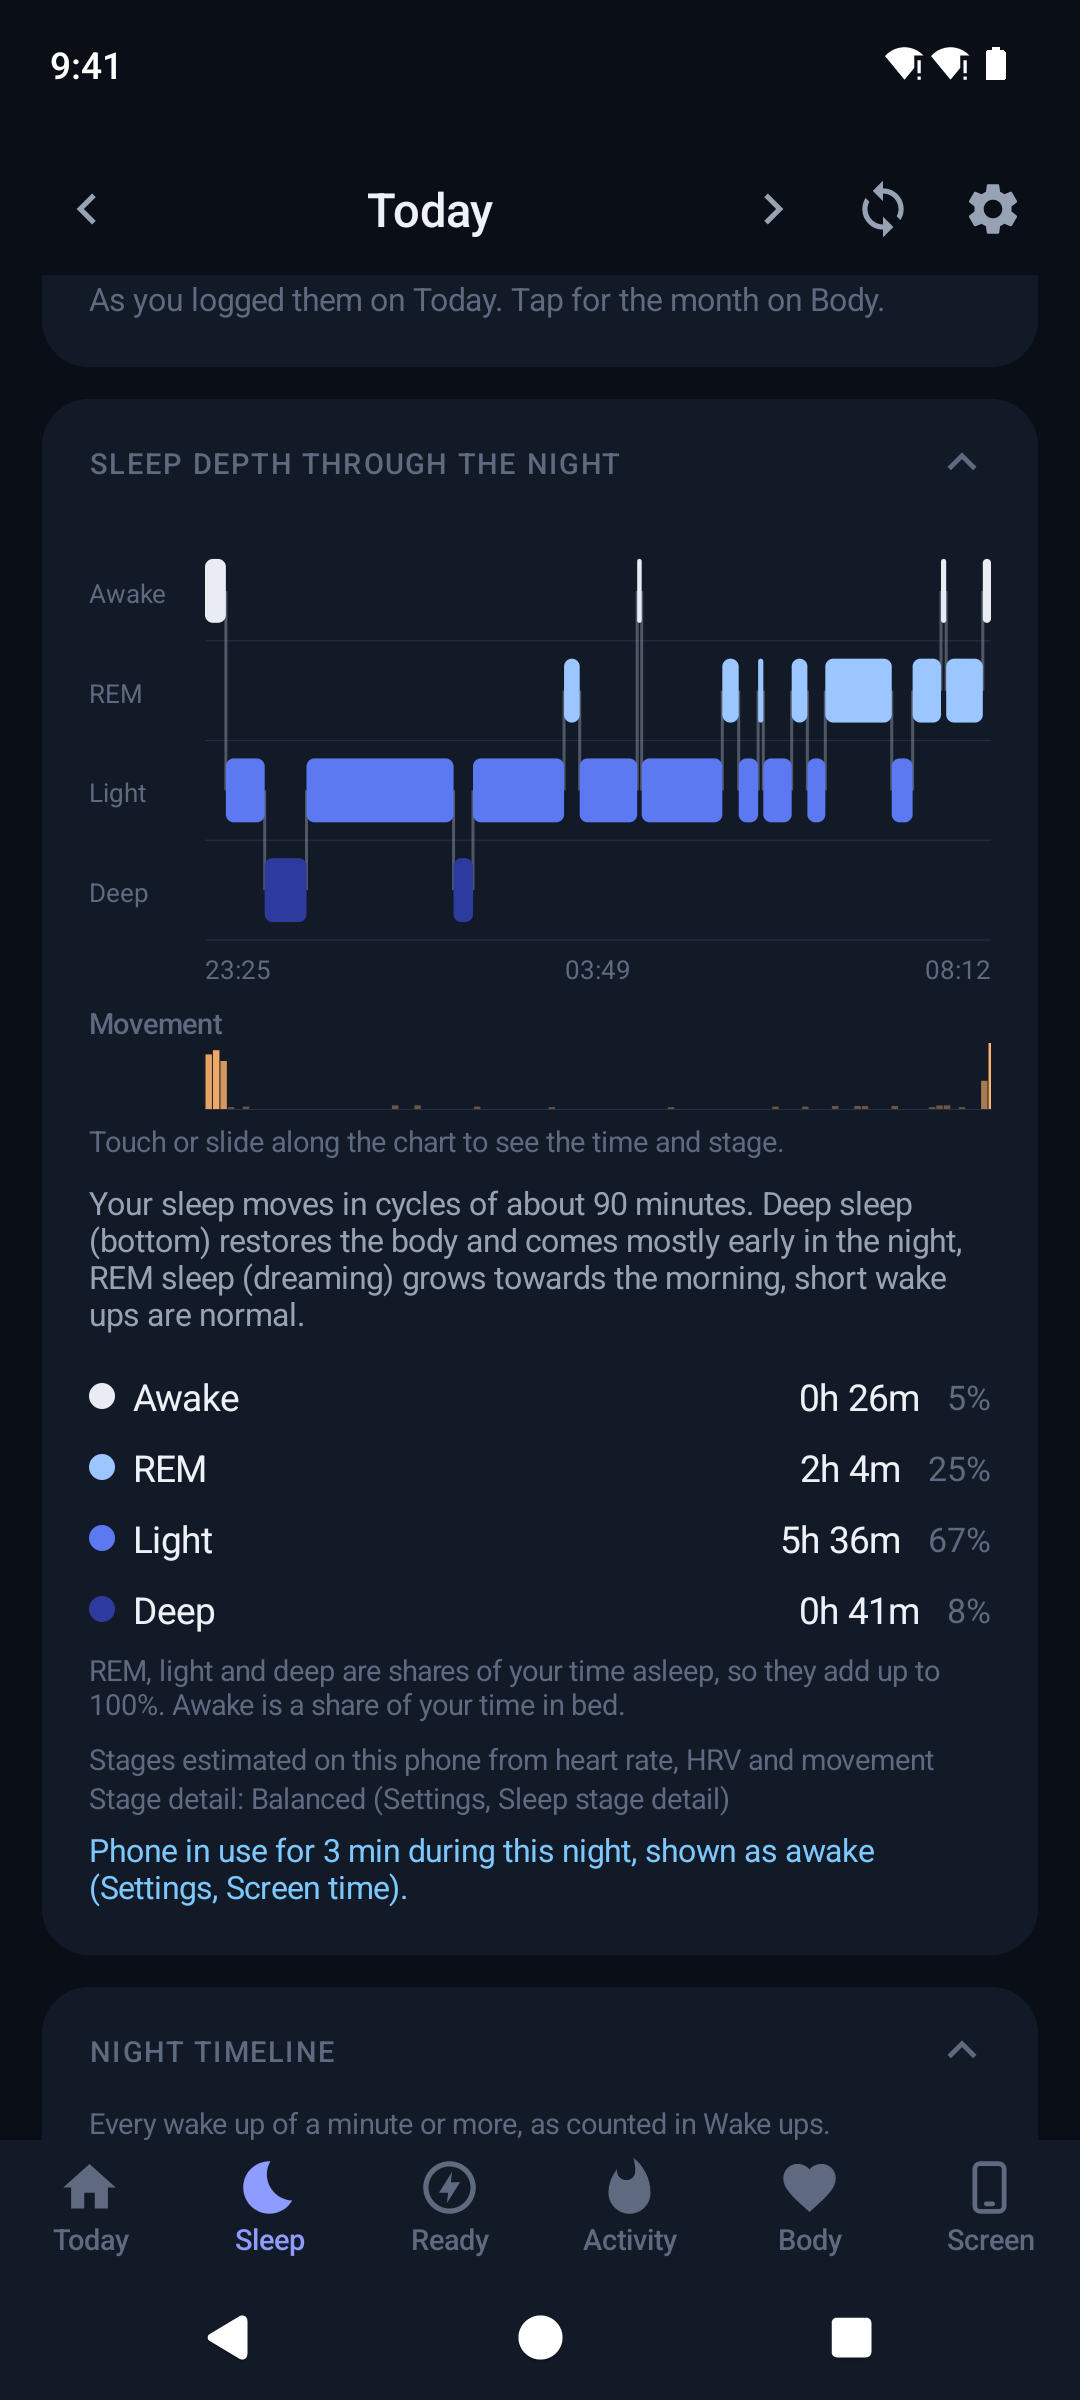 9:41
Today
As you logged them on Today. Tap for the month on Body.
SLEEP DEPTH THROUGH THE NIGHT
Awake
REM
Light
Deep
23:25 03:49 08:12
Movement
Touch or slide along the chart to see the time and stage.
Your sleep moves in cycles of about 90 minutes. Deep sleep
(bottom) restores the body and comes mostly early in the night,
REM sleep (dreaming) grows towards the morning, short wake
ups are normal.
Awake 0h 26m 5%
REM 2h 4m 25%
Light 5h 36m 67%
Deep 0h 41m 8%
REM, light and deep are shares of your time asleep, so they add up to
100%. Awake is a share of your time in bed.
Stages estimated on this phone from heart rate, HRV and movement
Stage detail: Balanced (Settings, Sleep stage detail)
Phone in use for 3 min during this night, shown as awake
(Settings, Screen time).
NIGHT TIMELINE
Every wake up of a minute or more, as counted in Wake ups.
Today Sleep Ready Activity Body Screen